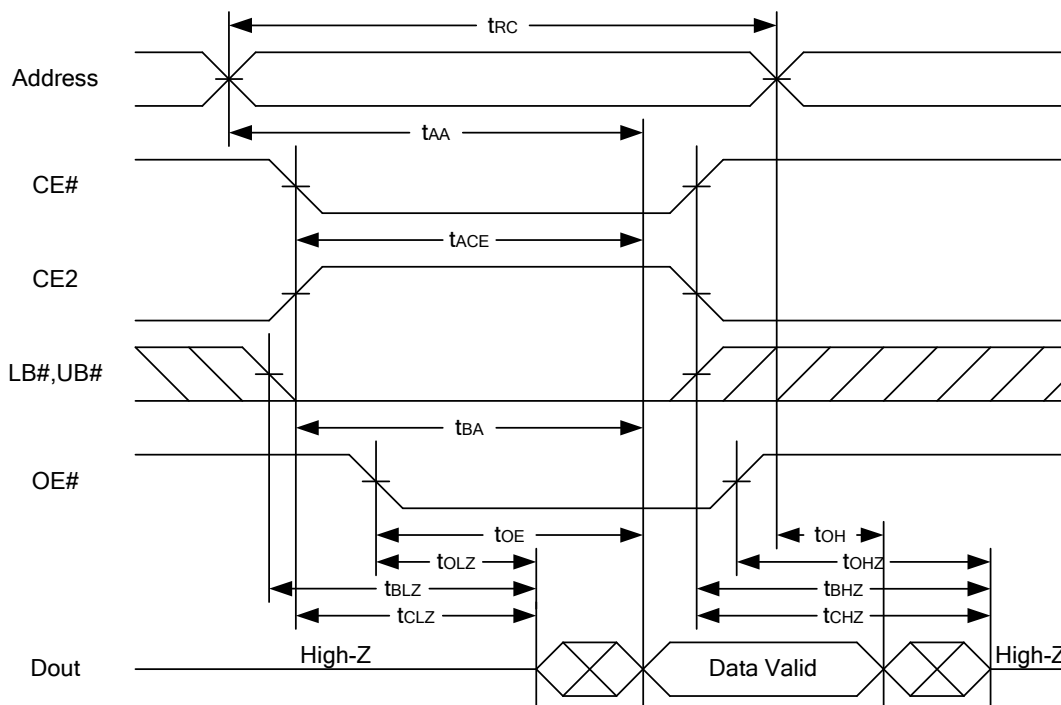 tRC
Address
tAA
CE#
tACE
CE2
LB#,UB#
tBA
OE#
tOE
tOH
tOLZ
tOHZ
tBLZ
tBHZ
tCLZ
tCHZ
Dout
High-Z
Data Valid
High-Z